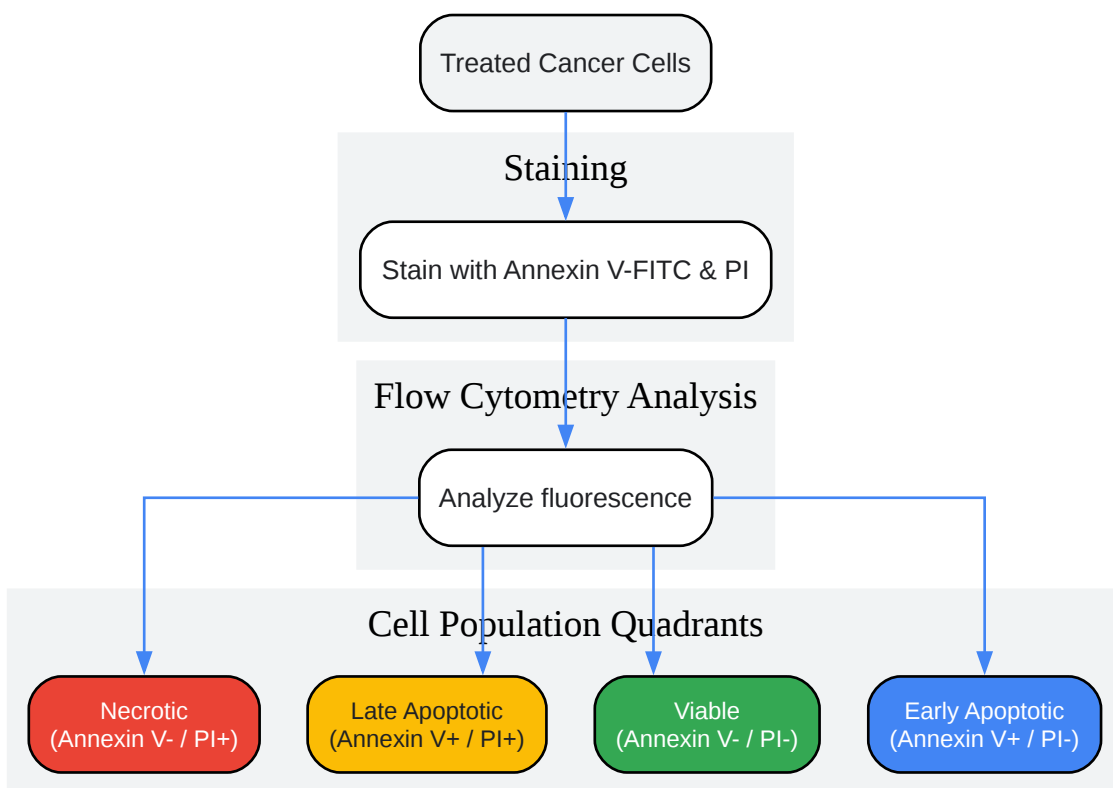 Treated Cancer Cells
Staining
Stain with Annexin V-FITC & PI
Flow Cytometry Analysis
Analyze fluorescence
Cell Population Quadrants
Necrotic
(Annexin V- / PI+)
Late Apoptotic
(Annexin V+ / PI+)
Viable
(Annexin V- / PI-)
Early Apoptotic
(Annexin V+ / PI-)